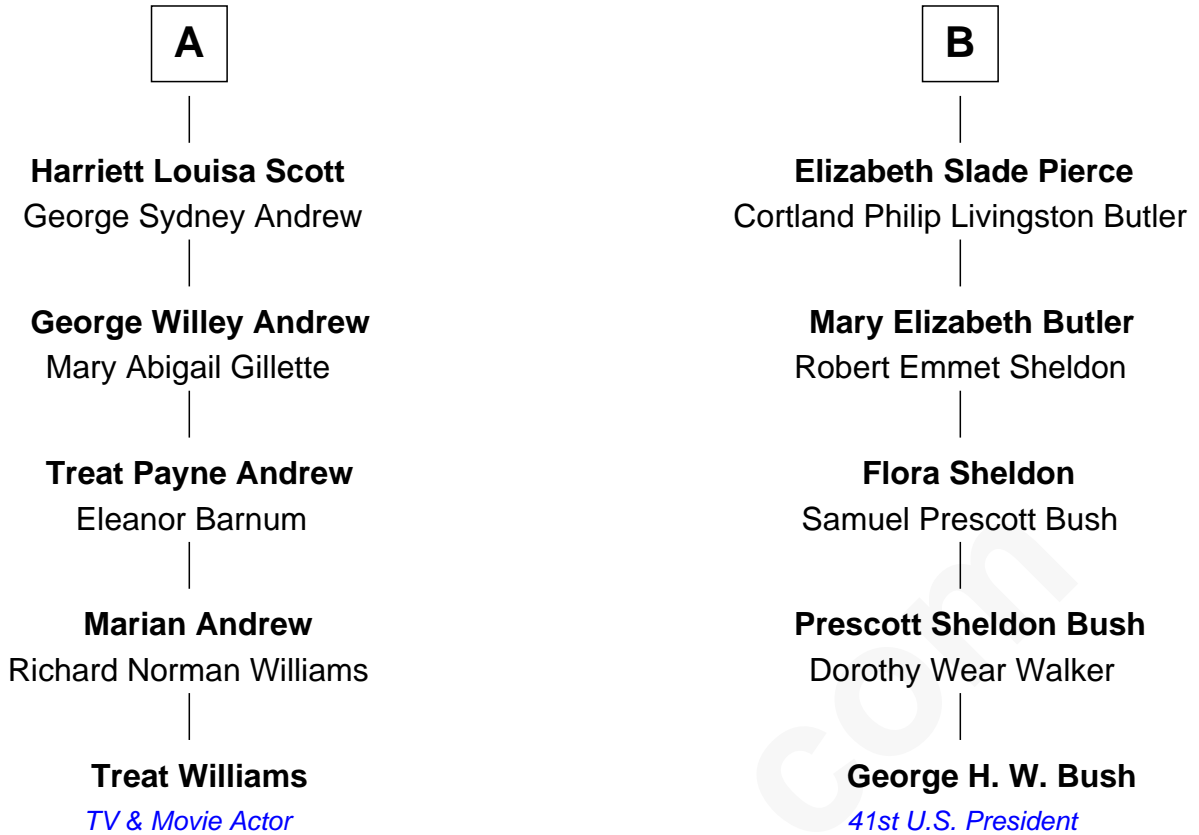 A
Harriett Louisa Scott
George Sydney Andrew
George Willey Andrew
Mary Abigail Gillette
Treat Payne Andrew
Eleanor Barnum
Marian Andrew
Richard Norman Williams
Treat Williams
TV & Movie Actor
B
Elizabeth Slade Pierce
Cortland Philip Livingston Butler
Mary Elizabeth Butler
Robert Emmet Sheldon
Flora Sheldon
Samuel Prescott Bush
Prescott Sheldon Bush
Dorothy Wear Walker
George H. W. Bush
41st U.S. President
com